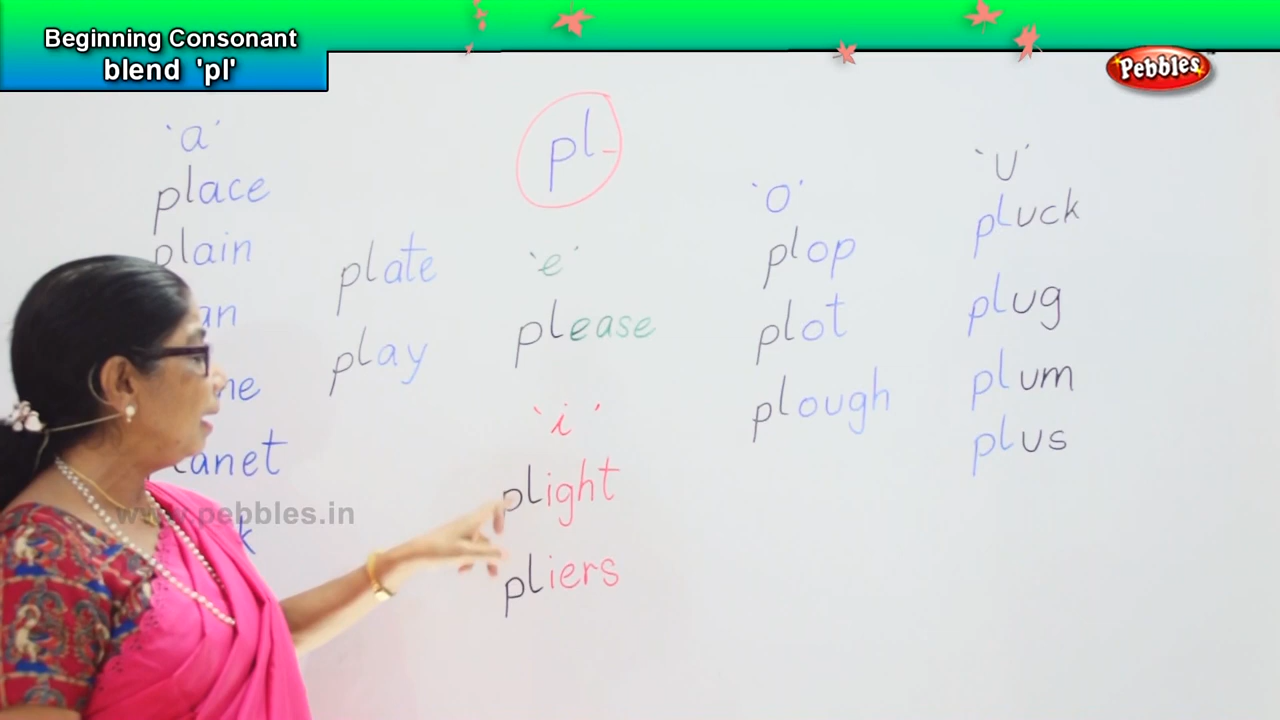 Beginning Consonant
blend 'pl'
Pebbles
pl-
'a'
place
plain
an
ne
lanet
k
plate
play
'e'
please
'i'
plight
pliers
'o'
plop
plot
plough
'U'
pluck
plug
plum
plus
www.pebbles.in